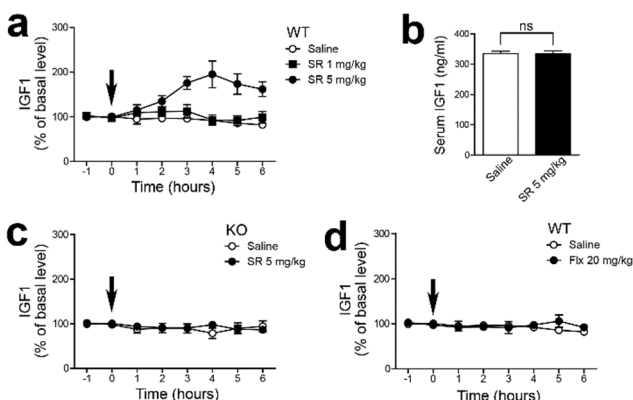 a
WT
Saline
SR 1 mg/kg
SR 5 mg/kg
IGF1
(% of basal level)
300
200
100
0
-1 0 1 2 3 4 5 6
Time (hours)
b
ns
Serum IGF1 (ng/ml)
400
300
200
100
0
Saline
SR 5 mg/kg
c
KO
Saline
SR 5 mg/kg
IGF1
(% of basal level)
300
200
100
0
-1 0 1 2 3 4 5 6
Time (hours)
d
WT
Saline
Flx 20 mg/kg
IGF1
(% of basal level)
300
200
100
0
-1 0 1 2 3 4 5 6
Time (hours)